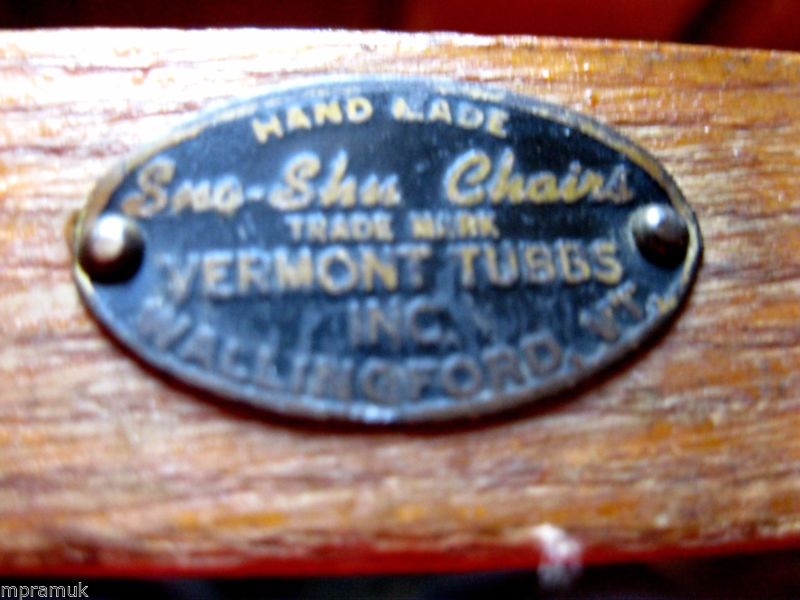 HAND MADE
Sno-Shu Chairs
TRADE MARK
VERMONT TUBBS
INC.
WALLINGFORD, VT.
mpramuk